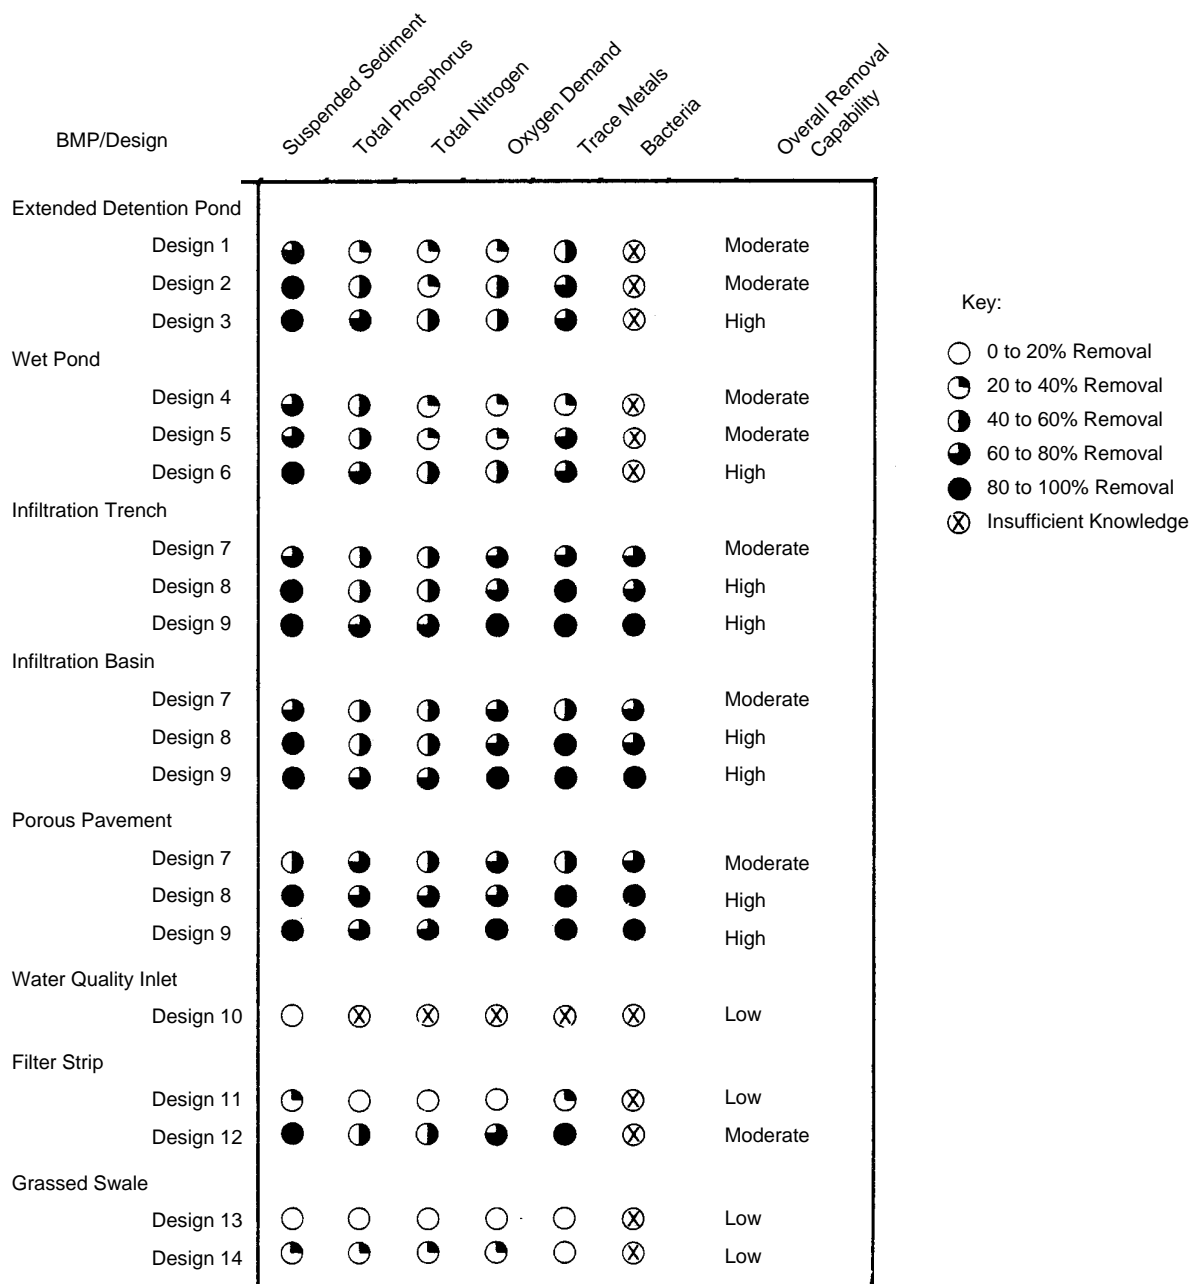 Suspended Sediment
Total Phosphorus
Total Nitrogen
Oxygen Demand
Trace Metals
Bacteria
Overall Removal
Capability
BMP/Design
Extended Detention Pond
Design 1 Moderate
Design 2 Moderate
Design 3 High
Wet Pond
Design 4 Moderate
Design 5 Moderate
Design 6 High
Infiltration Trench
Design 7 Moderate
Design 8 High
Design 9 High
Infiltration Basin
Design 7 Moderate
Design 8 High
Design 9 High
Porous Pavement
Design 7 Moderate
Design 8 High
Design 9 High
Water Quality Inlet
Design 10 Low
Filter Strip
Design 11 Low
Design 12 Moderate
Grassed Swale
Design 13 Low
Design 14 Low
Key:
0 to 20% Removal
20 to 40% Removal
40 to 60% Removal
60 to 80% Removal
80 to 100% Removal
Insufficient Knowledge